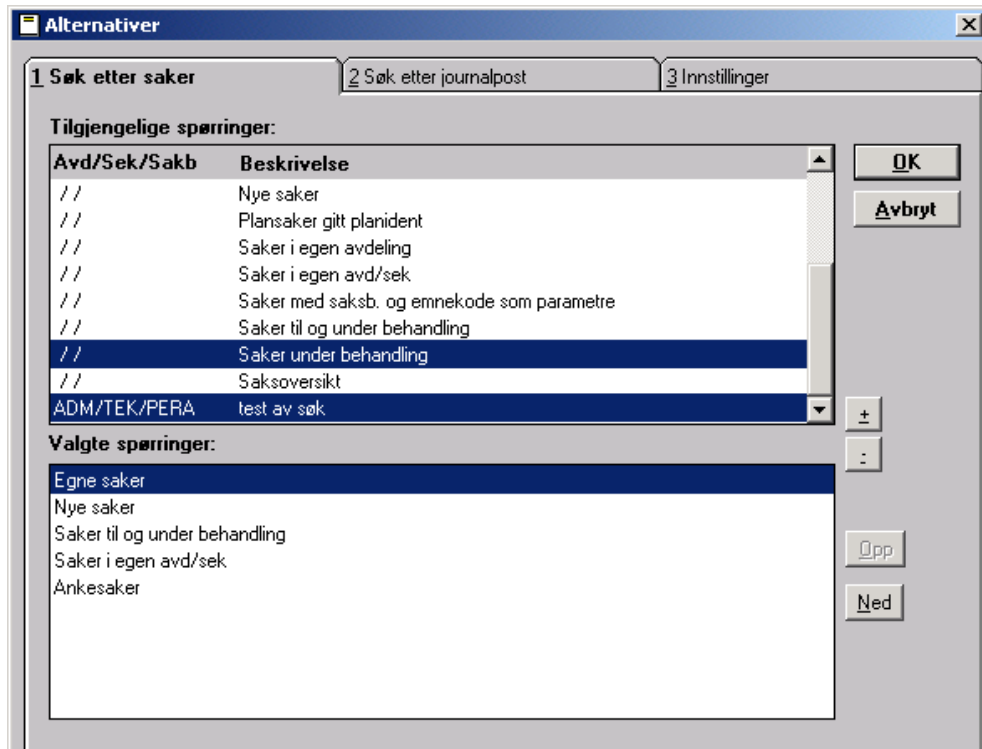 Alternativer
1 Søk etter saker
2 Søk etter journalpost
3 Innstillinger
Tilgjengelige spørringer:
Avd/Sek/Sakb Beskrivelse
/ / Nye saker
/ / Plansaker gitt planident
/ / Saker i egen avdeling
/ / Saker i egen avd/sek
/ / Saker med saksb. og emnekode som parametre
/ / Saker til og under behandling
/ / Saker under behandling
/ / Saksoversikt
ADM/TEK/PERA test av søk
OK
Avbryt
+
-
Valgte spørringer:
Egne saker
Nye saker
Saker til og under behandling
Saker i egen avd/sek
Ankesaker
Opp
Ned